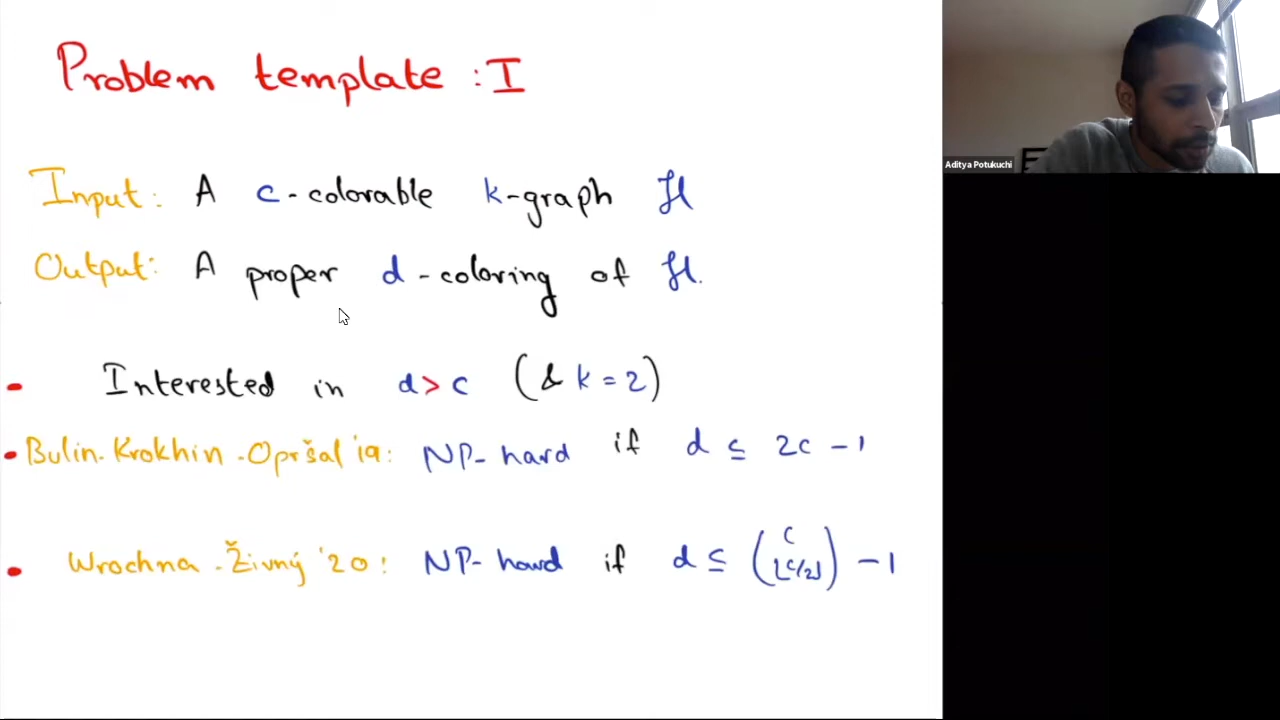 Problem template : I
Aditya Potukuchi
Input: A c-colorable k-graph H
Output: A proper d-coloring of H.
• Interested in d > c (& k = 2)
• Bulin-Krokhin-Opršal '19: NP-hard if d ≤ 2c - 1
• Wrochna-Živný '20: NP-hard if d ≤ (c ⌊c/2⌋) - 1